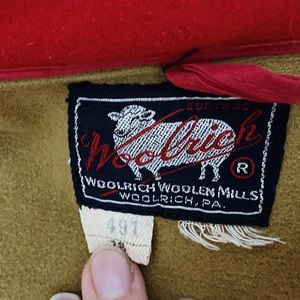 EST. 1830
Woolrich
®
WOOLRICH WOOLEN MILLS
WOOLRICH, PA.
491